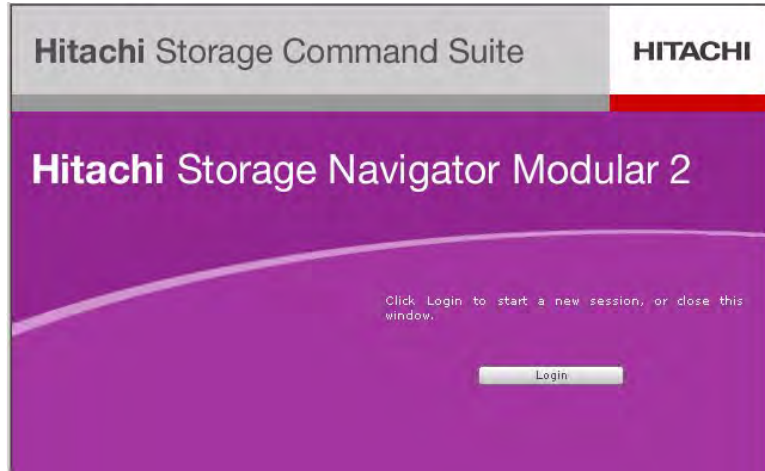 Hitachi Storage Command Suite
HITACHI
Hitachi Storage Navigator Modular 2
Click Login to start a new session, or close this
window.
Login